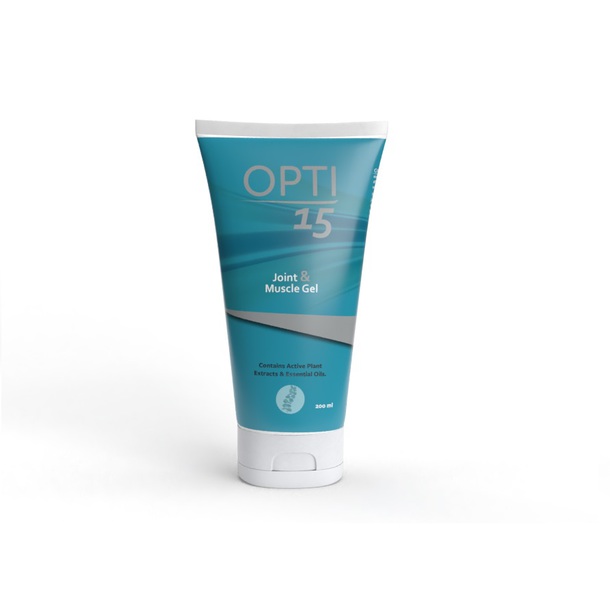 OPTI
15
Joint &
Muscle Gel
Contains Active Plant
Extracts & Essential Oils.
200 ml